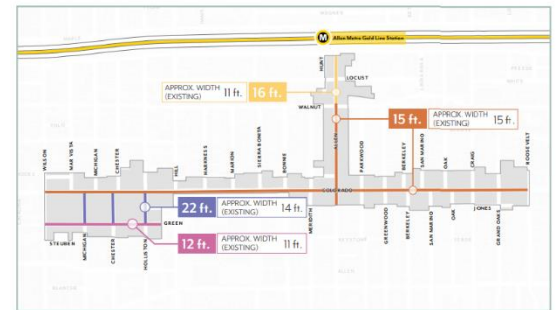 M
Allen Metro Gold Line Station
HURT
LOCUST
APPROX. WIDTH
(EXISTING)
11 ft.
16 ft.
WALNUT
ALLEN
15 ft.
APPROX. WIDTH
(EXISTING)
15 ft.
WILSON
MAR VISTA
MICHIGAN
CHESTER
HILL
HARKNESS
MARION
SIERRA BONITA
BONNIE
PARKWOOD
BERKELEY
SAN MARINO
OAK
CRAIG
ROOSEVELT
COLORADO
22 ft.
APPROX. WIDTH
(EXISTING)
14 ft.
GREEN
12 ft.
APPROX. WIDTH
(EXISTING)
11 ft.
STEUBEN
MICHIGAN
CHESTER
HOLLISTON
MERIDITH
GREENWOOD
BERKELEY
SAN MARINO
OAK
JONES
GRAND OAKS
ALLEN